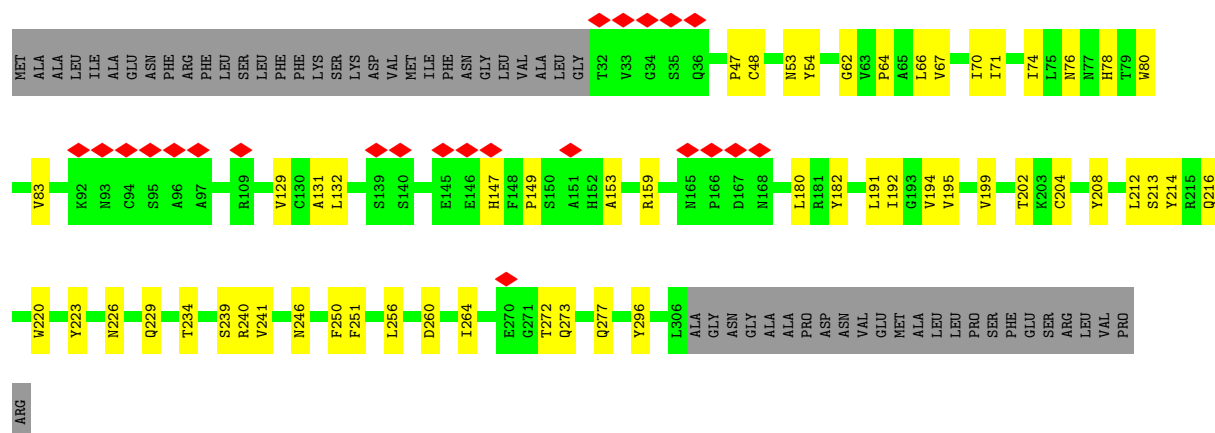 MET ALA ALA LEU ILE ALA GLU ASN PHE ARG PHE LEU SER LEU PHE PHE LYS SER LYS ASP VAL MET ILE PHE ASN GLY LEU VAL ALA LEU GLY T32 V33 G34 S35 Q36 P47 C48 N53 Y54 G62 V63 P64 A65 L66 V67 I70 I71 I74 L75 N76 N77 H78 T79 W80
V83 K92 N93 C94 S95 A96 A97 R109 V129 C130 A131 L132 S139 S140 E145 E146 H147 F148 P149 S150 A151 H152 A153 R159 N165 P166 D167 N168 L180 R181 Y182 L191 I192 G193 V194 V195 V199 T202 K203 C204 Y208 L212 S213 Y214 R215 Q216
W220 Y223 N226 Q229 T234 S239 R240 V241 N246 F250 F251 L256 D260 I264 E270 G271 T272 Q273 Q277 Y296 L306 ALA GLY ASN GLY ALA ALA PRO ASP ASN VAL GLU MET ALA LEU LEU PRO SER PHE GLU SER ARG LEU VAL PRO
ARG